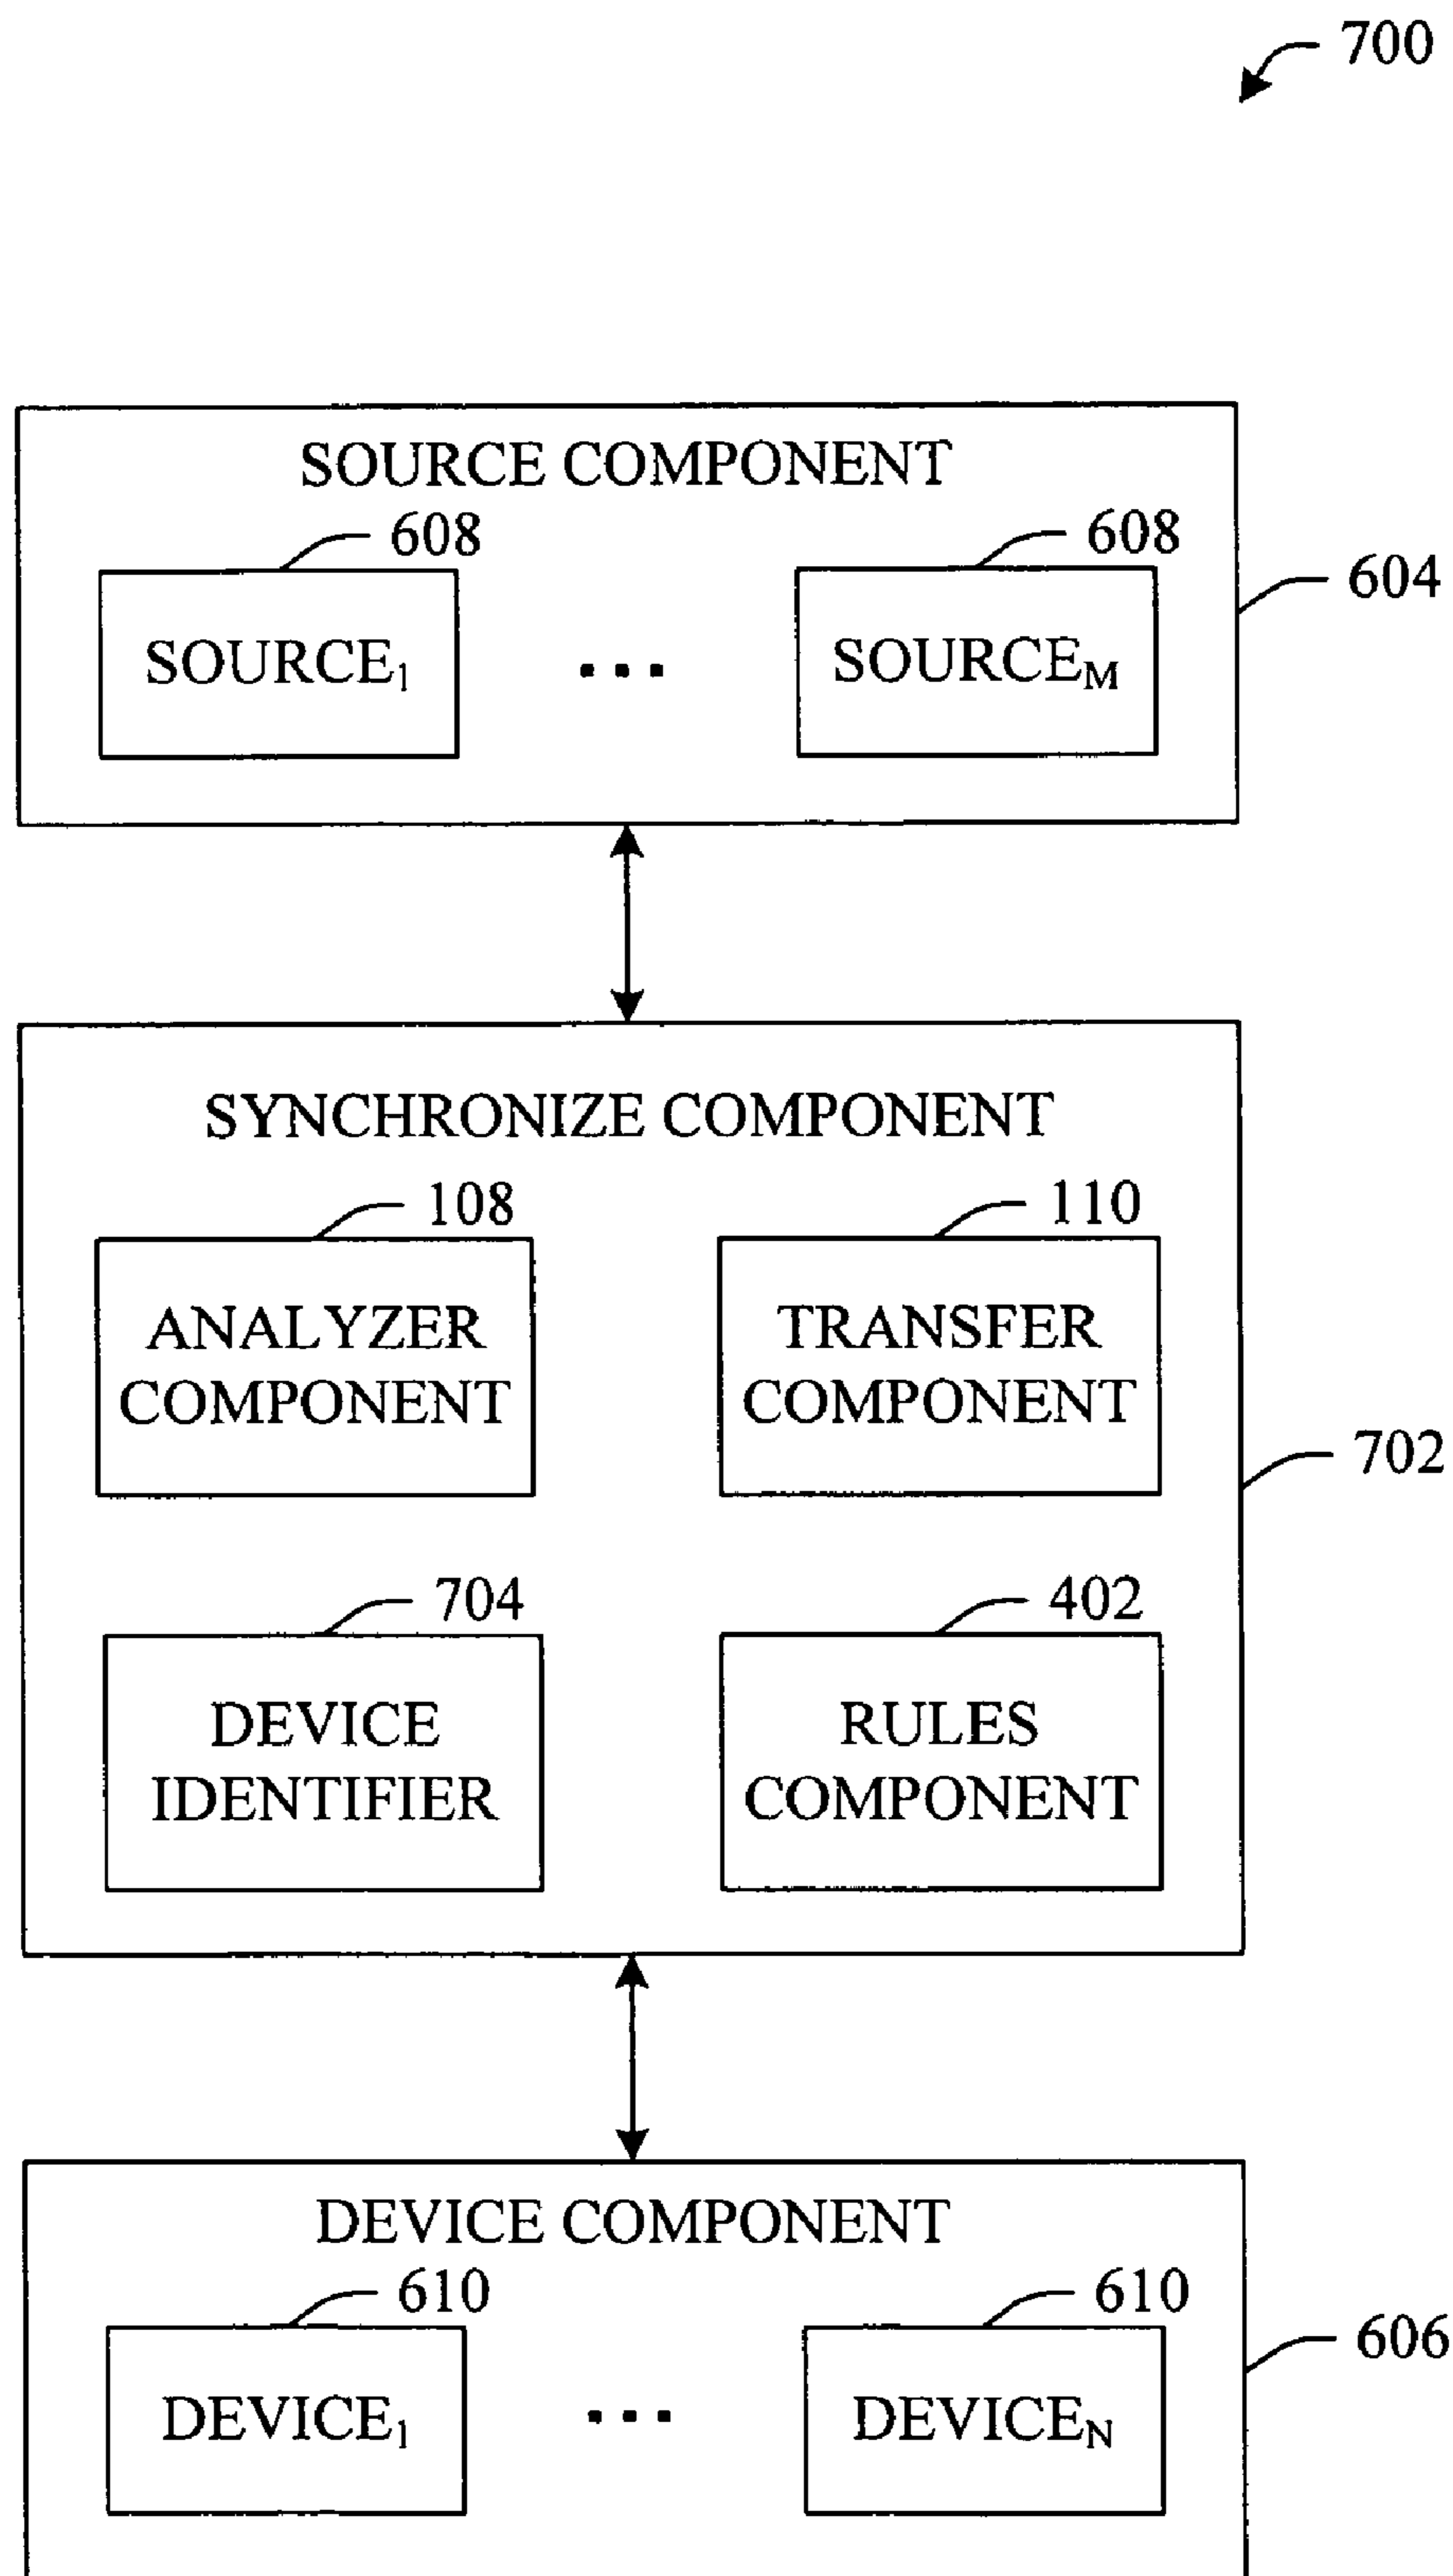 700
SOURCE COMPONENT
608
608
604
SOURCE₁
...
SOURCEM
SYNCHRONIZE COMPONENT
108
110
ANALYZER
COMPONENT
TRANSFER
COMPONENT
702
704
402
DEVICE
IDENTIFIER
RULES
COMPONENT
DEVICE COMPONENT
610
610
606
DEVICE₁
...
DEVICEN